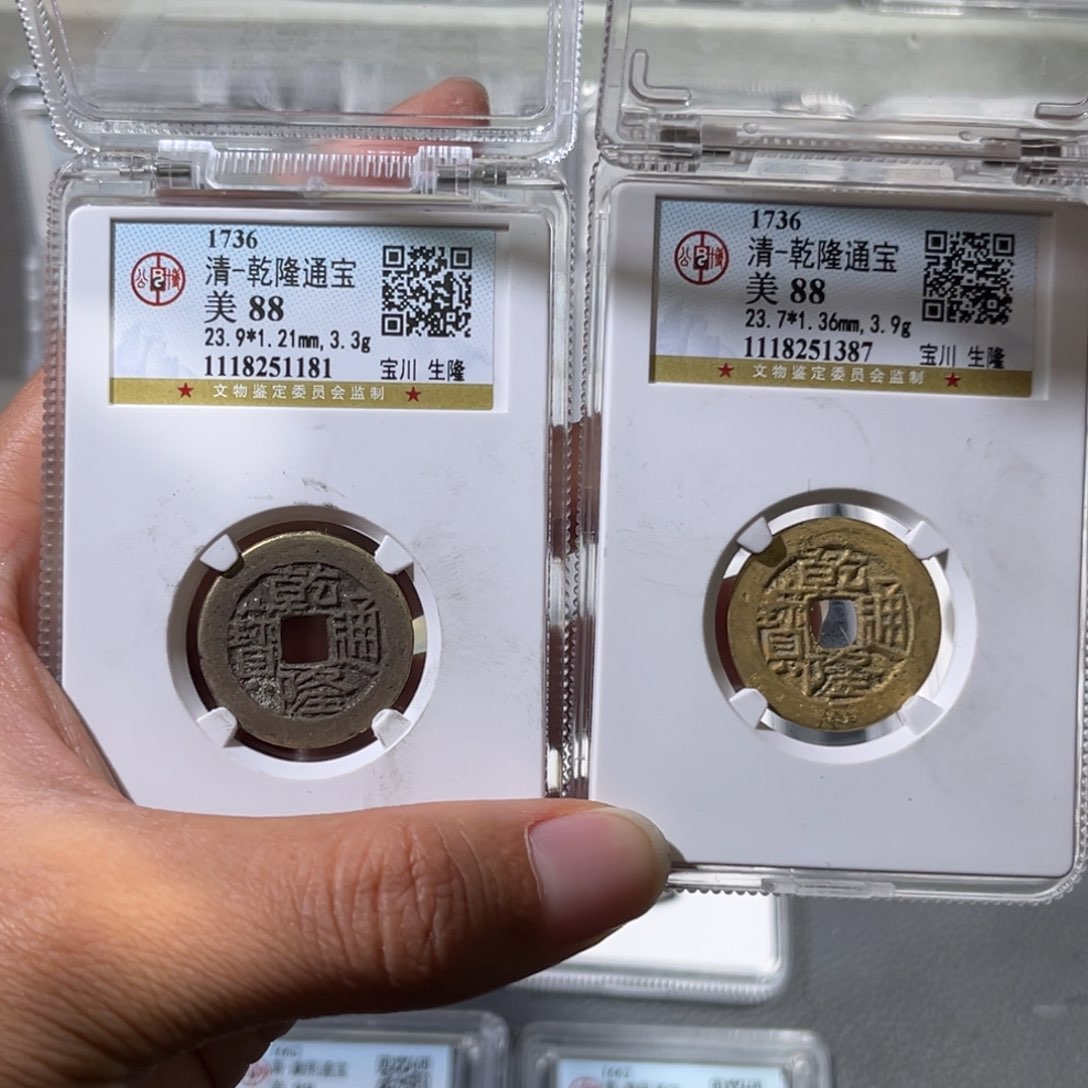 1736
清-乾隆通宝
美 88
23.9*1.21mm, 3.3g
1118251181 宝川 生隆
文物鉴定委员会监制
乾隆通寶
1736
清-乾隆通宝
美 88
23.7*1.36mm, 3.9g
1118251387 宝川 生隆
文物鉴定委员会监制
乾隆通寶